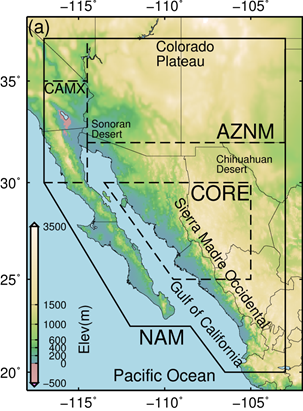 (a)
−115° −110° −105°
Colorado
Plateau
35°
CAMX
Sonoran
Desert
AZNM
Chihuahuan
Desert
30°
CORE
Sierra Madre Occidental
3500
1500
1000
600
400
200
0
−500
Elev(m)
25°
Gulf of California
NAM
20°
Pacific Ocean
−115° −110° −105°